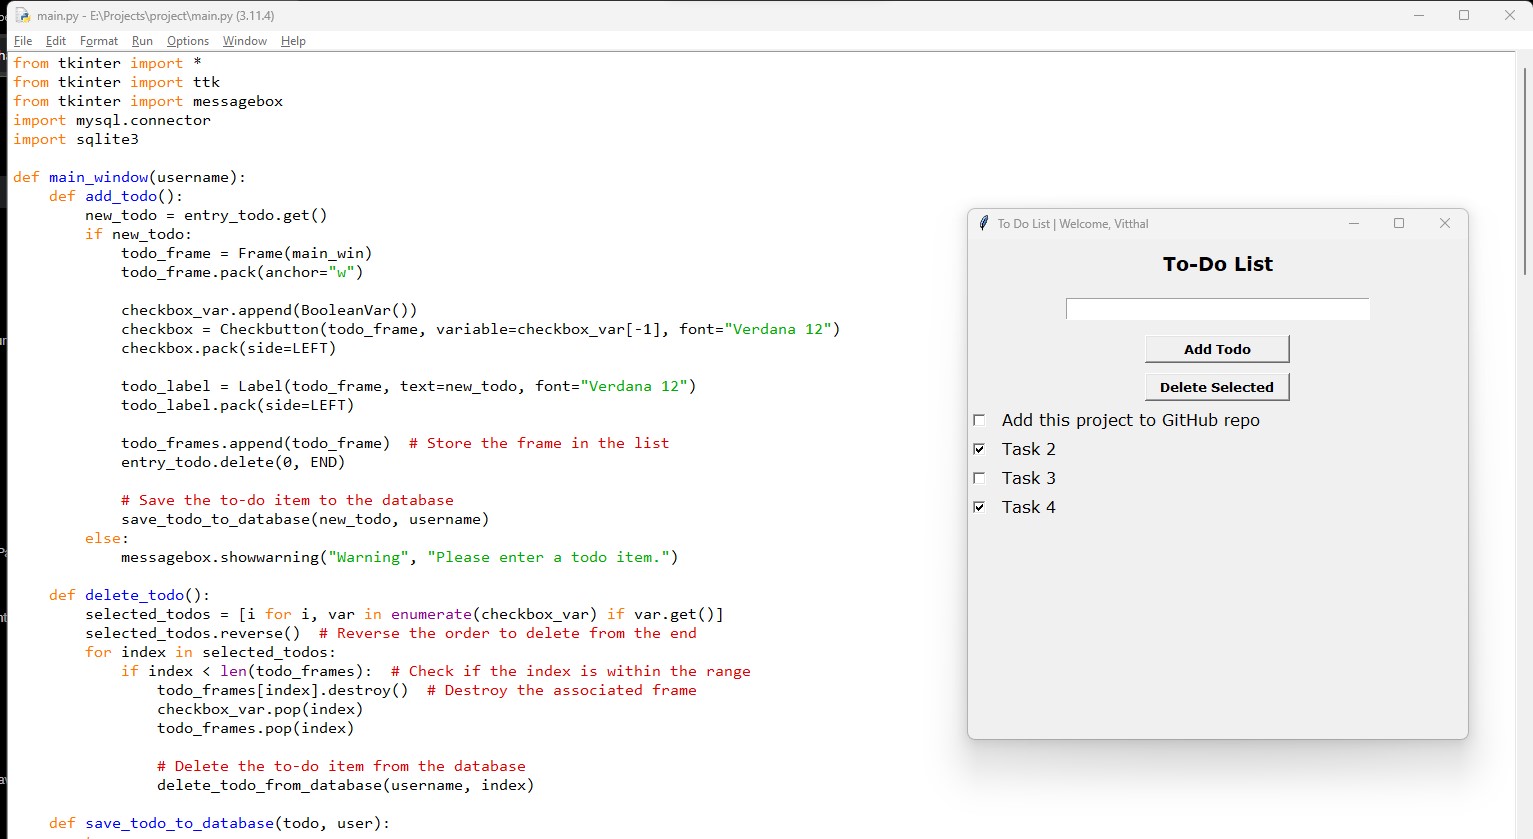 main.py - E:\Projects\project\main.py (3.11.4)
File Edit Format Run Options Window Help
from tkinter import *
from tkinter import ttk
from tkinter import messagebox
import mysql.connector
import sqlite3
def main_window(username):
def add_todo():
new_todo = entry_todo.get()
if new_todo:
todo_frame = Frame(main_win)
todo_frame.pack(anchor="w")
checkbox_var.append(BooleanVar())
checkbox = Checkbutton(todo_frame, variable=checkbox_var[-1], font="Verdana 12")
checkbox.pack(side=LEFT)
todo_label = Label(todo_frame, text=new_todo, font="Verdana 12")
todo_label.pack(side=LEFT)
todo_frames.append(todo_frame)  # Store the frame in the list
entry_todo.delete(0, END)
# Save the to-do item to the database
save_todo_to_database(new_todo, username)
else:
messagebox.showwarning("Warning", "Please enter a todo item.")
def delete_todo():
selected_todos = [i for i, var in enumerate(checkbox_var) if var.get()]
selected_todos.reverse()  # Reverse the order to delete from the end
for index in selected_todos:
if index < len(todo_frames):  # Check if the index is within the range
todo_frames[index].destroy()  # Destroy the associated frame
checkbox_var.pop(index)
todo_frames.pop(index)
# Delete the to-do item from the database
delete_todo_from_database(username, index)
def save_todo_to_database(todo, user):
To Do List | Welcome, Vitthal
To-Do List
Add Todo
Delete Selected
Add this project to GitHub repo
Task 2
Task 3
Task 4